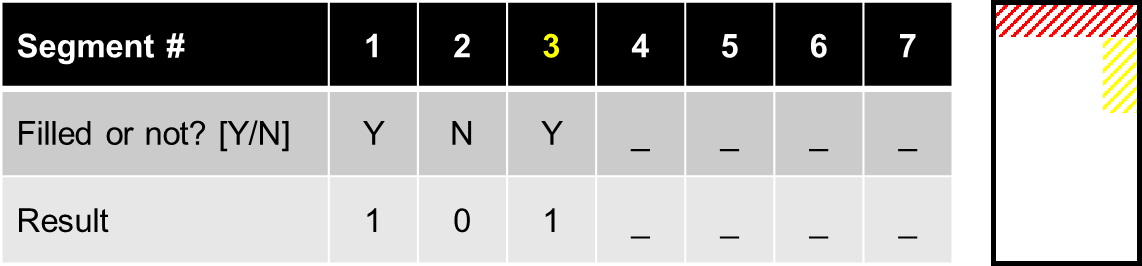 Segment # 1 2 3 4 5 6 7
Filled or not? [Y/N] Y N Y _ _ _ _
Result 1 0 1 _ _ _ _